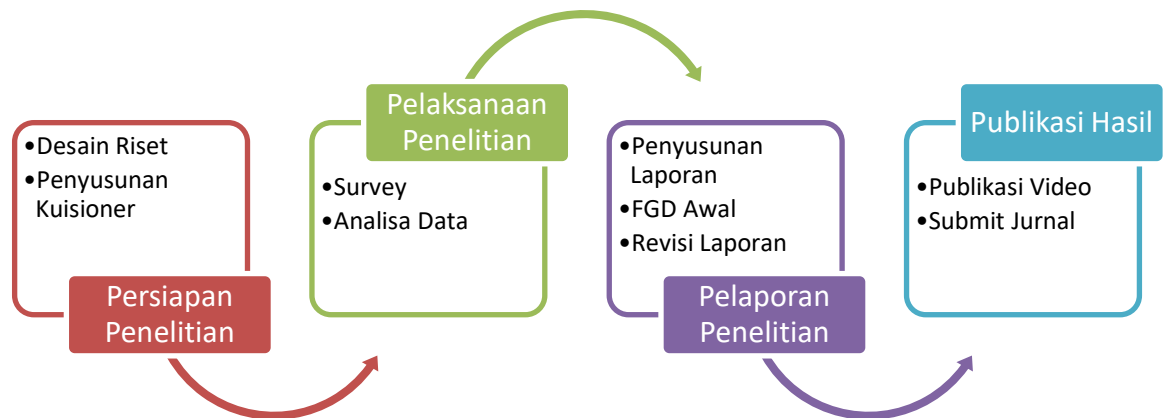 •Desain Riset
•Penyusunan
Kuisioner
Persiapan
Penelitian
Pelaksanaan
Penelitian
•Survey
•Analisa Data
•Penyusunan
Laporan
•FGD Awal
•Revisi Laporan
Pelaporan
Penelitian
Publikasi Hasil
•Publikasi Video
•Submit Jurnal